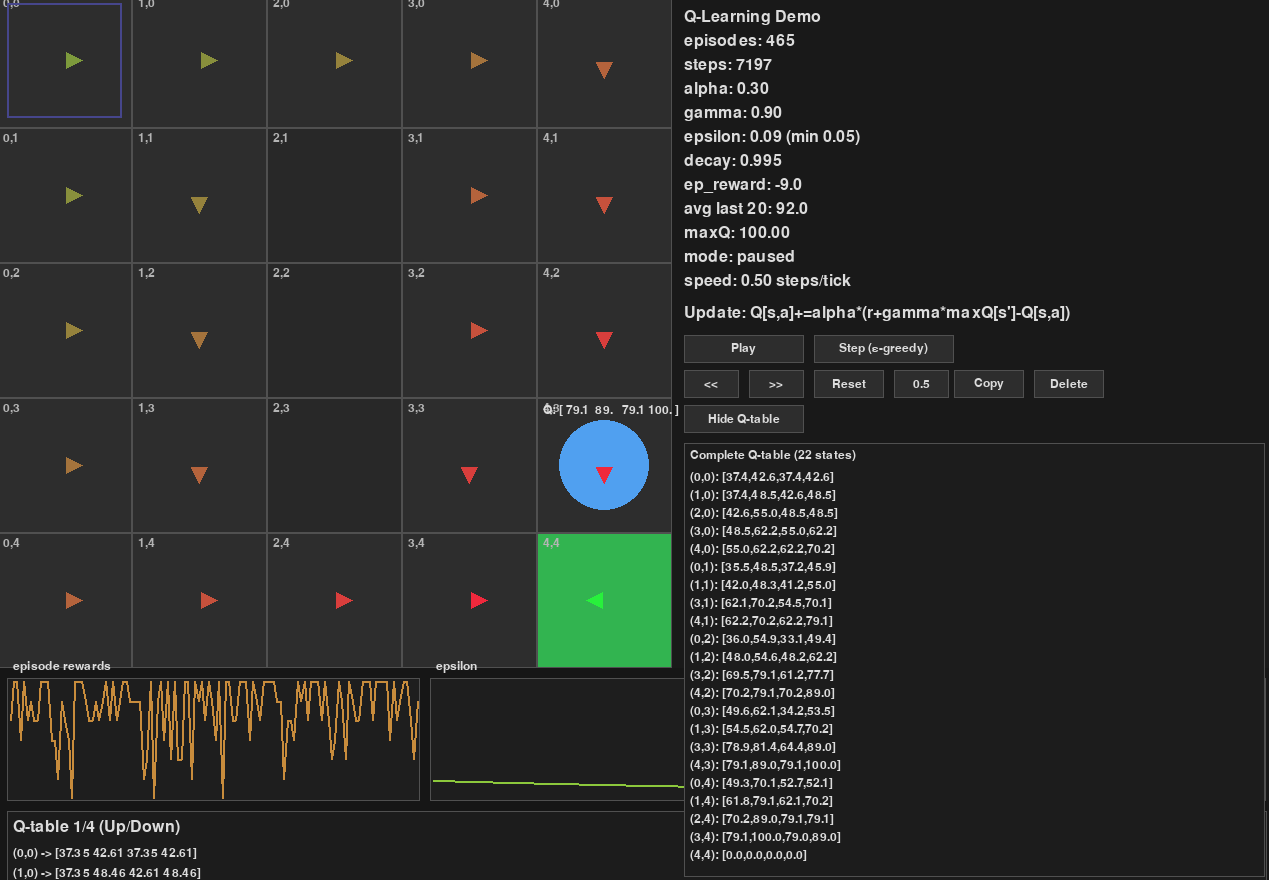 0,0 1,0 2,0 3,0 4,0
0,1 1,1 2,1 3,1 4,1
0,2 1,2 2,2 3,2 4,2
0,3 1,3 2,3 3,3
Q: [ 79.1 89. 79.1 100. ]
0,4 1,4 2,4 3,4 4,4
episode rewards
epsilon
Q-table 1/4 (Up/Down)
(0,0) -> [37.35 42.61 37.35 42.61]
(1,0) -> [37.35 48.46 42.61 48.46]
Q-Learning Demo
episodes: 465
steps: 7197
alpha: 0.30
gamma: 0.90
epsilon: 0.09 (min 0.05)
decay: 0.995
ep_reward: -9.0
avg last 20: 92.0
maxQ: 100.00
mode: paused
speed: 0.50 steps/tick
Update: Q[s,a]+=alpha*(r+gamma*maxQ[s']-Q[s,a])
Play Step (ε-greedy)
<< >> Reset 0.5 Copy Delete
Hide Q-table
Complete Q-table (22 states)
(0,0): [37.4,42.6,37.4,42.6]
(1,0): [37.4,48.5,42.6,48.5]
(2,0): [42.6,55.0,48.5,48.5]
(3,0): [48.5,62.2,55.0,62.2]
(4,0): [55.0,62.2,62.2,70.2]
(0,1): [35.5,48.5,37.2,45.9]
(1,1): [42.0,48.3,41.2,55.0]
(3,1): [62.1,70.2,54.5,70.1]
(4,1): [62.2,70.2,62.2,79.1]
(0,2): [36.0,54.9,33.1,49.4]
(1,2): [48.0,54.6,48.2,62.2]
(3,2): [69.5,79.1,61.2,77.7]
(4,2): [70.2,79.1,70.2,89.0]
(0,3): [49.6,62.1,34.2,53.5]
(1,3): [54.5,62.0,54.7,70.2]
(3,3): [78.9,81.4,64.4,89.0]
(4,3): [79.1,89.0,79.1,100.0]
(0,4): [49.3,70.1,52.7,52.1]
(1,4): [61.8,79.1,62.1,70.2]
(2,4): [70.2,89.0,79.1,79.1]
(3,4): [79.1,100.0,79.0,89.0]
(4,4): [0.0,0.0,0.0,0.0]